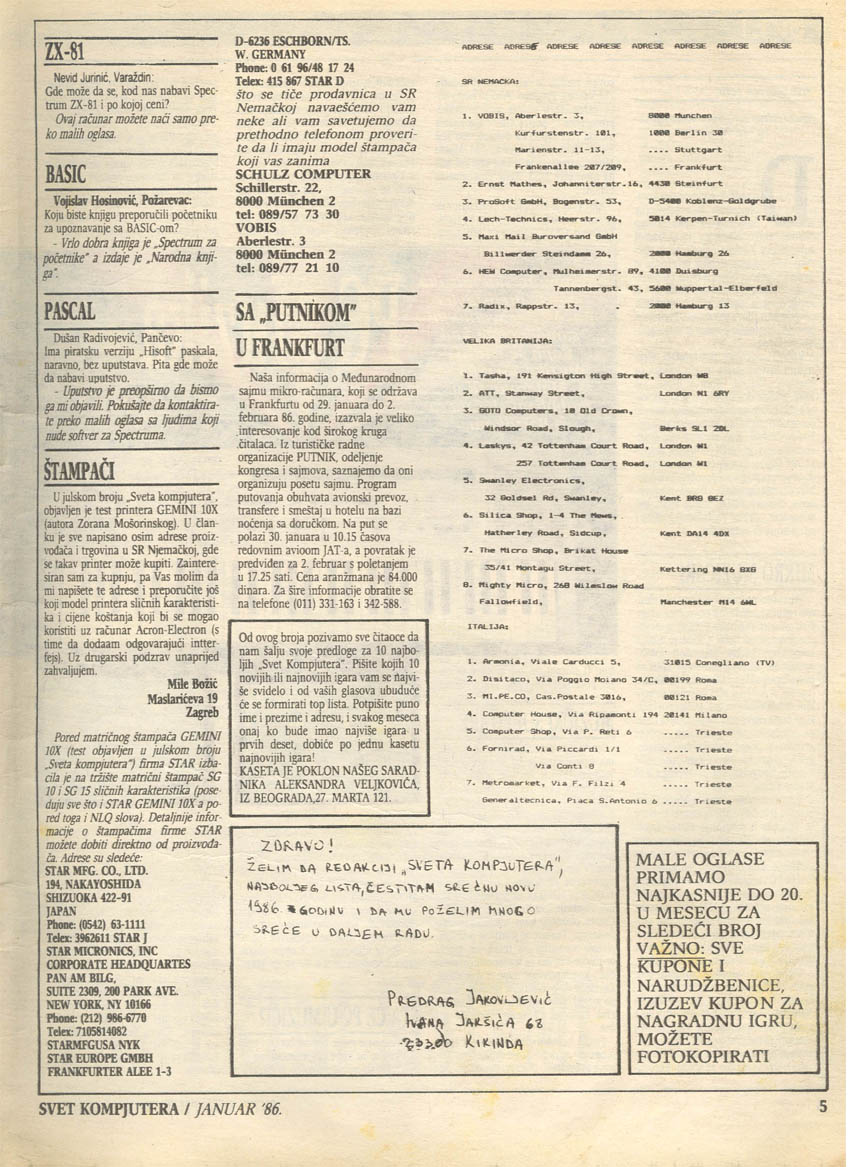 ZX-81
Nevid Jurinić, Varaždin:
Gde može da se, kod nas nabavi Spec-
trum ZX-81 i po kojoj ceni?
Ovaj računar možete naći samo pre-
ko malih oglasa.
BASIC
Vojislav Hosinović, Požarevac:
Koju biste knjigu preporučili početniku
za upoznavanje sa BASIC-om?
- Vrlo dobra knjiga je „Spectrum za
početnike" a izdaje je „Narodna knji-
ga".
PASCAL
Dušan Radivojević, Pančevo:
Ima piratsku verziju „Hisoft" paskala,
naravno, bez uputstava. Pita gde može
da nabavi uputstvo.
- Uputstvo je preopširno da bismo
ga mi objavili. Pokušajte da kontaktira-
te preko malih oglasa sa ljudima koji
nude softver za Spectruma.
ŠTAMPAČI
U julskom broju „Sveta kompjutera",
objavljen je test printera GEMINI 10X
(autora Zorana Mošorinskog). U član-
ku je sve napisano osim adrese proiz-
vođača i trgovina u SR Njemačkoj, gde
se takav printer može kupiti. Zaintere-
siran sam za kupnju, pa Vas molim da
mi napišete te adrese i preporučite još
koji model printera sličnih karakteristi-
ka i cijene koštanja koji bi se mogao
koristiti uz računar Acron-Electron (s
time da dodaam odgovarajući intter-
fejs). Uz drugarski podzrav unaprijed
zahvaljujem.
Mile Božić
Maslarićeva 19
Zagreb
Pored matričnog štampača GEMINI
10X (test objavljen u julskom broju
„Sveta kompjutera") firma STAR izba-
cila je na tržište matrični štampač SG
10 i SG 15 sličnih karakteristika (pose-
duju sve što i STAR GEMINI 10X a po-
red toga i NLQ slova). Detaljnije infor-
macije o štampačima firme STAR
možete dobiti direktno od proizvođa-
ča. Adrese su sledeće:
STAR MFG. CO., LTD.
194, NAKAYOSHIDA
SHIZUOKA 422-91
JAPAN
Phone: (0542) 63-1111
Telex: 3962611 STAR J
STAR MICRONICS, INC
CORPORATE HEADQUARTES
PAN AM BILG,
SUITE 2309, 200 PARK AVE.
NEW YORK, NY 10166
Phone: (212) 986-6770
Telex: 7105814082
STARMFGUSA NYK
STAR EUROPE GMBH
FRANKFURTER ALEE 1-3
D-6236 ESCHBORN/TS.
W. GERMANY
Phone: 0 61 96/48 17 24
Telex: 415 867 STAR D
što se tiče prodavnica u SR
Nemačkoj navaešćemo vam
neke ali vam savetujemo da
prethodno telefonom proveri-
te da li imaju model štampača
koji vas zanima
SCHULZ COMPUTER
Schillerstr. 22,
8000 München 2
tel: 089/57 73 30
VOBIS
Aberlestr. 3
8000 München 2
tel: 089/77 21 10
SA „PUTNIKOM"
U FRANKFURT
Naša informacija o Međunarodnom
sajmu mikro-računara, koji se održava
u Frankfurtu od 29. januara do 2.
februara 86. godine, izazvala je veliko
interesovanje kod širokog kruga
čitalaca. Iz turističke radne
organizacije PUTNIK, odeljenje
kongresa i sajmova, saznajemo da oni
organizuju posetu sajmu. Program
putovanja obuhvata avionski prevoz,
transfere i smeštaj u hotelu na bazi
noćenja sa doručkom. Na put se
polazi 30. januara u 10.15 časova
redovnim avioom JAT-a, a povratak je
predviđen za 2. februar s poletanjem
u 17.25 sati. Cena aranžmana je 84.000
dinara. Za šire informacije obratite se
na telefone (011) 331-163 i 342-588.
Od ovog broja pozivamo sve čitaoce da
nam šalju svoje predloge za 10 najbo-
ljih „Svet Kompjutera". Pišite kojih 10
novijih ili najnovijih igara vam se najvi-
še svidelo i od vaših glasova ubuduće
će se formirati top lista. Potpišite puno
ime i prezime i adresu, i svakog meseca
onaj ko bude imao najviše igara u
prvih deset, dobiće po jednu kasetu
najnovijih igara!
KASETA JE POKLON NAŠEG SARAD-
NIKA ALEKSANDRA VELJKOVIĆA,
IZ BEOGRADA,27. MARTA 121.
ADRESE ADRESE ADRESE ADRESE ADRESE ADRESE ADRESE ADRESE
SR NEMACKA:
1. VOBIS, Aberlestr. 3, 8000 Munchen
Kurfurstenstr. 101, 1000 Berlin 30
Marienstr. 11-13, .... Stuttgart
Frankenallee 207/209, .... Frankfurt
2. Ernst Mathes, Johanniterstr.16, 4430 Steinfurt
3. ProSoft GmbH, Bogenstr. 53, D-5400 Koblenz-Goldgrube
4. Lech-Technics, Heerstr. 96, 5014 Kerpen-Turnich (Taiwan)
5. Maxi Mail Buroversand GmbH
Billwerder Steindamm 26, 2000 Hamburg 26
6. HEW Computer, Mulheimerstr. 89, 4100 Duisburg
Tannenbergst. 43, 5600 Wuppertal-Elberfeld
7. Radix, Rappstr. 13, 2000 Hamburg 13
VELIKA BRITANIJA:
1. Tasha, 191 Kensigton High Street, London W8
2. ATT, Stanway Street, London N1 6RY
3. GOTO Computers, 10 Old Crown,
Windsor Road, Slough, Berks SL1 2DL
4. Laskys, 42 Tottenham Court Road, London W1
257 Tottenham Court Road, London W1
5. Swanley Electronics,
32 Goldsel Rd, Swanley, Kent BR8 8EZ
6. Silica Shop, 1-4 The Mews,
Hatherley Road, Sidcup, Kent DA14 4DX
7. The Micro Shop, Brikat House
35/41 Montagu Street, Kettering NN16 8XG
8. Mighty Micro, 268 Wilmslow Road
Fallowfield, Manchester M14 6WL
ITALIJA:
1. Armonia, Viale Carducci 5, 31015 Conegliano (TV)
2. Disitaco, Via Poggio Moiano 34/C, 00199 Roma
3. MI.PE.CO, Cas.Postale 3016, 00121 Roma
4. Computer House, Via Ripamonti 194 20141 Milano
5. Computer Shop, Via P. Reti 6 ..... Trieste
6. Fornirad, Via Piccardi 1/1 ..... Trieste
Via Conti 8 ..... Trieste
7. Metromarket, Via F. Filzi 4 ..... Trieste
Generaltecnica, Piaca S.Antonio 6 ..... Trieste
ZDRAVO!
ŽELIM DA REDAKCIJI „SVETA KOMPJUTERA",
NAJBOLJEG LISTA, ČESTITAM SREĆNU NOVU
1986. GODINU I DA MU POŽELIM MNOGO
SREĆE U DALJEM RADU.
PREDRAG JAKOVLJEVIĆ
IVANA JAKŠIĆA 68
23300 KIKINDA
MALE OGLASE
PRIMAMO
NAJKASNIJE DO 20.
U MESECU ZA
SLEDEĆI BROJ
VAŽNO: SVE
KUPONE I
NARUDŽBENICE,
IZUZEV KUPON ZA
NAGRADNU IGRU,
MOŽETE
FOTOKOPIRATI
SVET KOMPJUTERA / JANUAR '86.
5